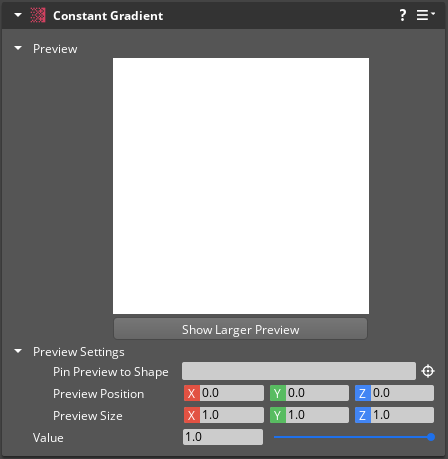 Constant Gradient ?
Preview
Show Larger Preview
Preview Settings
Pin Preview to Shape
Preview Position X 0.0 Y 0.0 Z 0.0
Preview Size X 1.0 Y 1.0 Z 1.0
Value 1.0